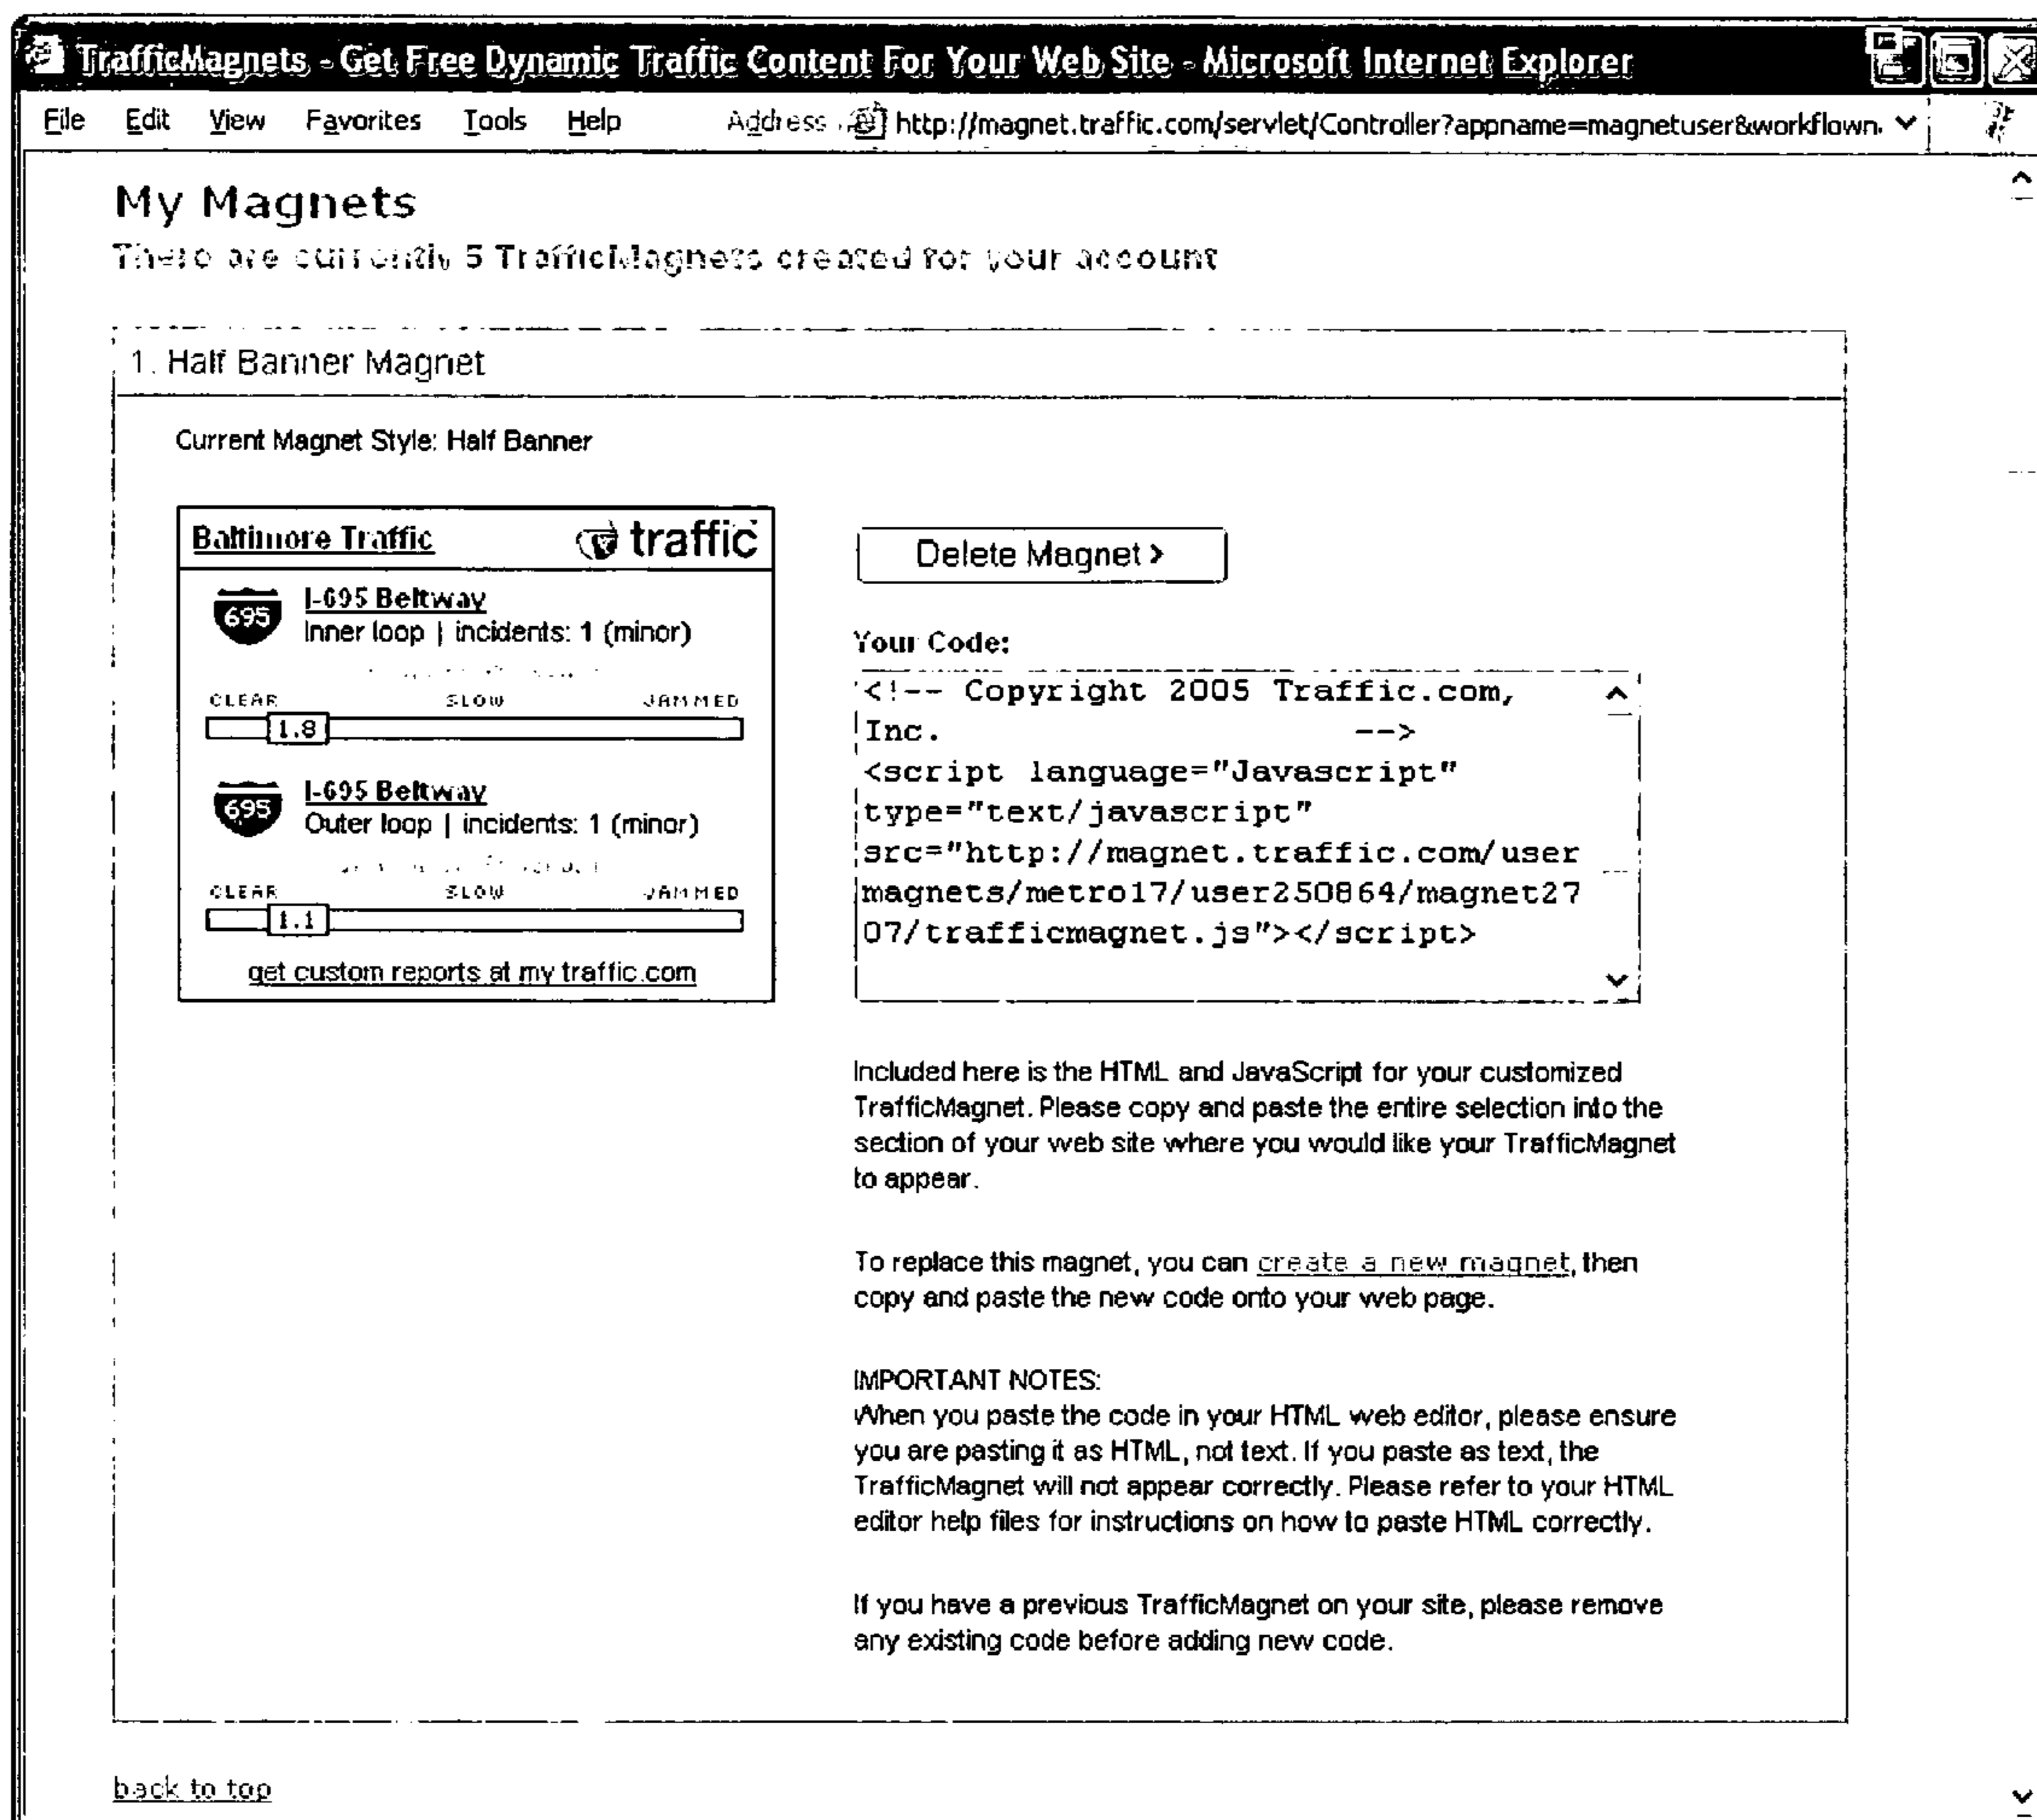 TrafficMagnets - Get Free Dynamic Traffic Content For Your Web Site - Microsoft Internet Explorer
File Edit View Favorites Tools Help Address http://magnet.traffic.com/servlet/Controller?appname=magnetuser&workflown
My Magnets
There are currently 5 TrafficMagnets created for your account
1. Half Banner Magnet
Current Magnet Style: Half Banner
Baltimore Traffic traffic
695 I-695 Beltway
Inner loop | incidents: 1 (minor)
CLEAR SLOW JAMMED
1.8
695 I-695 Beltway
Outer loop | incidents: 1 (minor)
CLEAR SLOW JAMMED
1.1
get custom reports at my traffic.com
Delete Magnet >
Your Code:
<!-- Copyright 2005 Traffic.com,
Inc. -->
<script language="Javascript"
type="text/javascript"
src="http://magnet.traffic.com/user
magnets/metro17/user250864/magnet27
07/trafficmagnet.js"></script>
Included here is the HTML and JavaScript for your customized
TrafficMagnet. Please copy and paste the entire selection into the
section of your web site where you would like your TrafficMagnet
to appear.
To replace this magnet, you can create a new magnet, then
copy and paste the new code onto your web page.
IMPORTANT NOTES:
When you paste the code in your HTML web editor, please ensure
you are pasting it as HTML, not text. If you paste as text, the
TrafficMagnet will not appear correctly. Please refer to your HTML
editor help files for instructions on how to paste HTML correctly.
If you have a previous TrafficMagnet on your site, please remove
any existing code before adding new code.
back to top